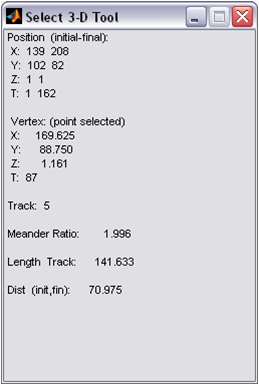 Select 3-D Tool
Position (initial-final):
X: 139 208
Y: 102 82
Z: 1 1
T: 1 162
Vertex: (point selected)
X: 169.625
Y: 88.750
Z: 1.161
T: 87
Track: 5
Meander Ratio: 1.996
Length Track: 141.633
Dist (init,fin): 70.975